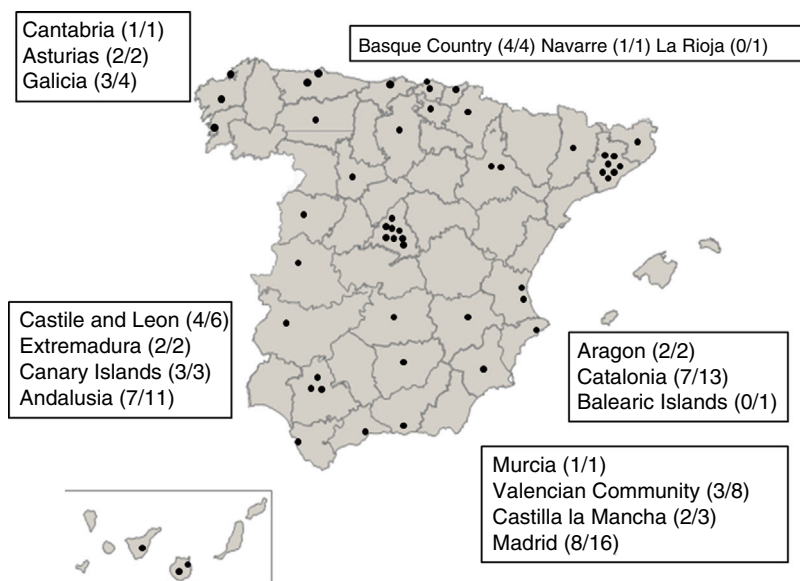 Cantabria (1/1)
Asturias (2/2)
Galicia (3/4)
Basque Country (4/4) Navarre (1/1) La Rioja (0/1)
Castile and Leon (4/6)
Extremadura (2/2)
Canary Islands (3/3)
Andalusia (7/11)
Aragon (2/2)
Catalonia (7/13)
Balearic Islands (0/1)
Murcia (1/1)
Valencian Community (3/8)
Castilla la Mancha (2/3)
Madrid (8/16)